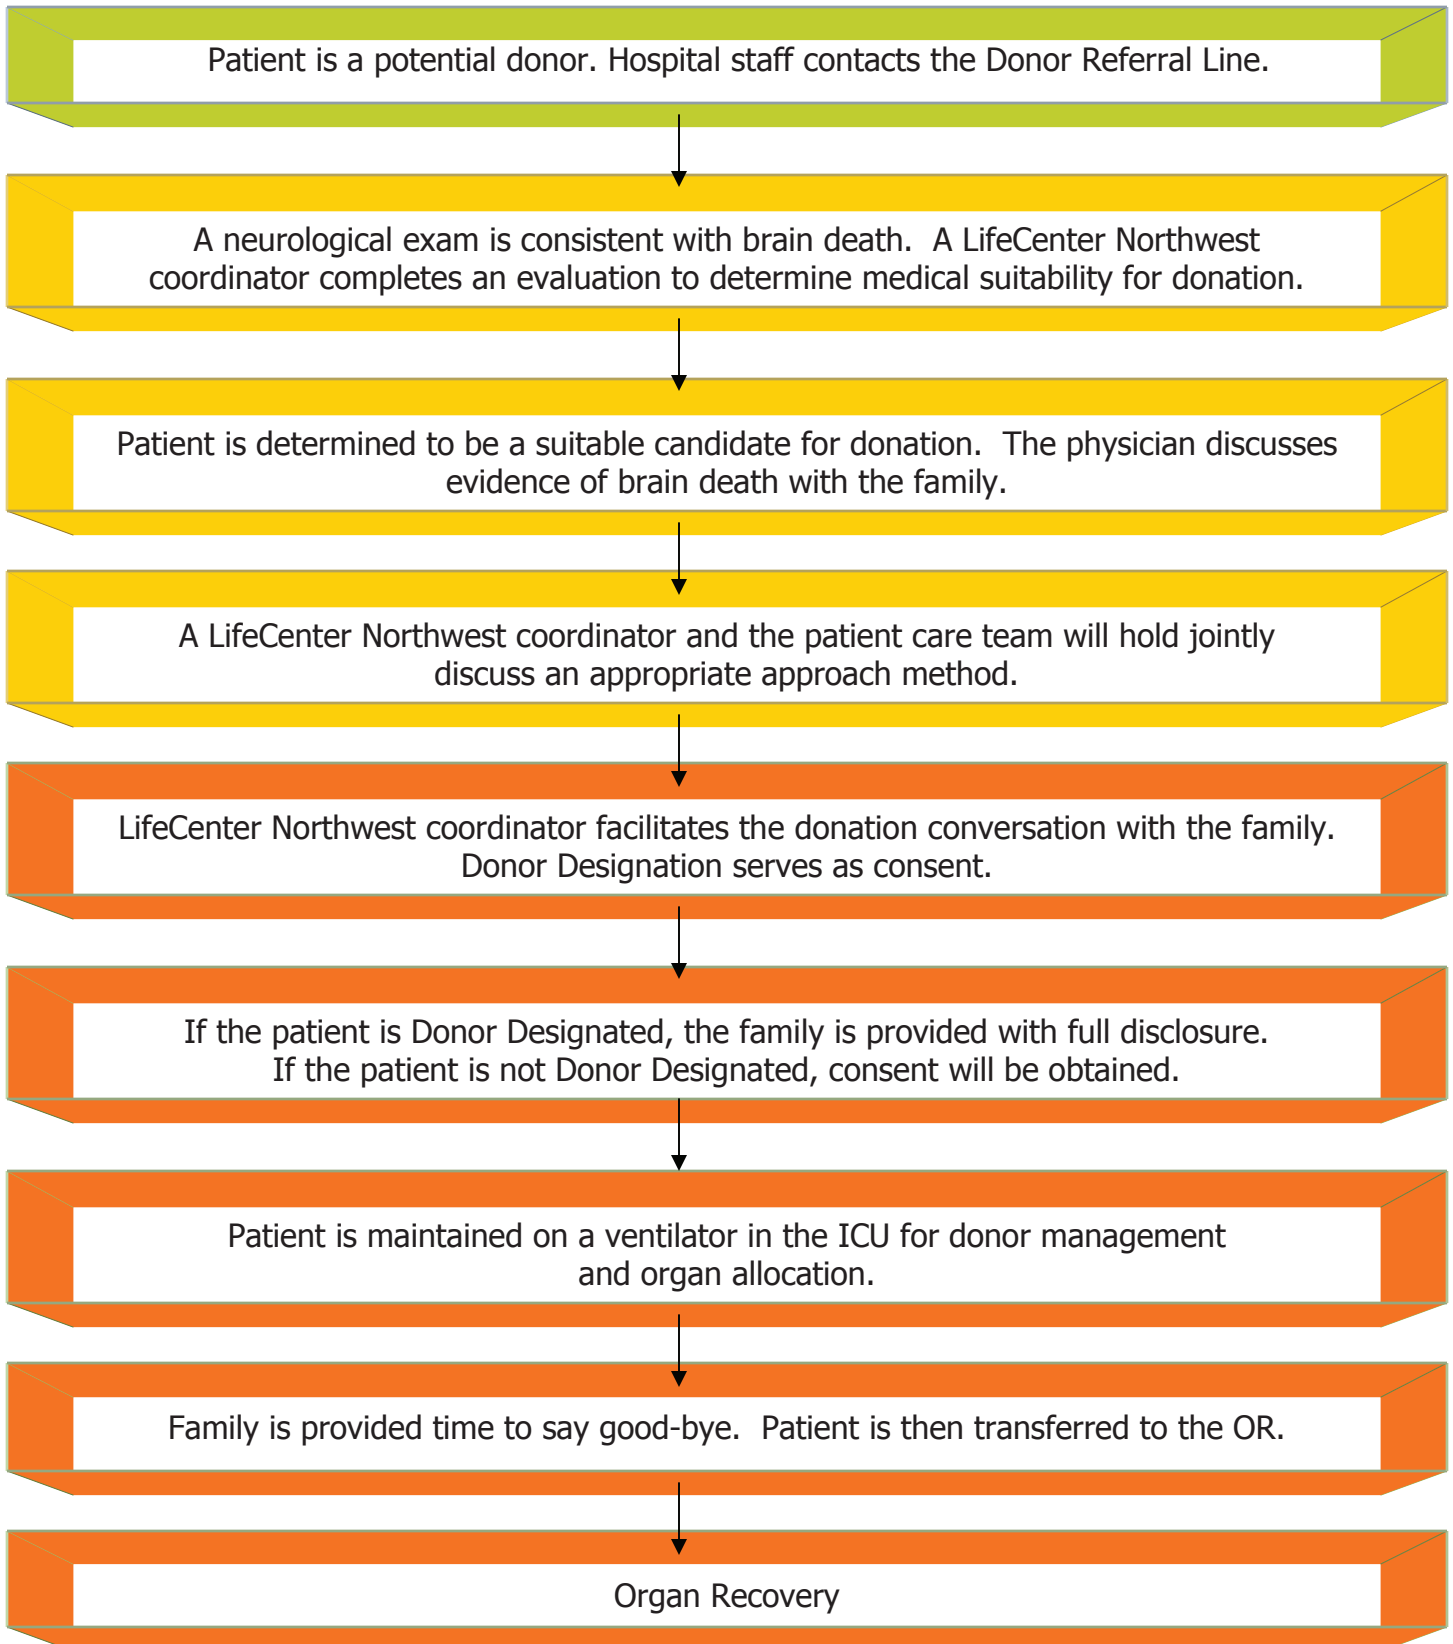 Patient is a potential donor. Hospital staff contacts the Donor Referral Line.
A neurological exam is consistent with brain death.  A LifeCenter Northwest
coordinator completes an evaluation to determine medical suitability for donation.
Patient is determined to be a suitable candidate for donation.  The physician discusses
evidence of brain death with the family.
A LifeCenter Northwest coordinator and the patient care team will hold jointly
discuss an appropriate approach method.
LifeCenter Northwest coordinator facilitates the donation conversation with the family.
Donor Designation serves as consent.
If the patient is Donor Designated, the family is provided with full disclosure.
If the patient is not Donor Designated, consent will be obtained.
Patient is maintained on a ventilator in the ICU for donor management
and organ allocation.
Family is provided time to say good-bye.  Patient is then transferred to the OR.
Organ Recovery